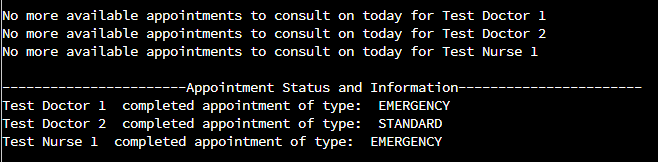 No more available appointments to consult on today for Test Doctor 1
No more available appointments to consult on today for Test Doctor 2
No more available appointments to consult on today for Test Nurse 1
-----------------------Appointment Status and Information-----------------------
Test Doctor 1  completed appointment of type:  EMERGENCY
Test Doctor 2  completed appointment of type:  STANDARD
Test Nurse 1  completed appointment of type:  EMERGENCY